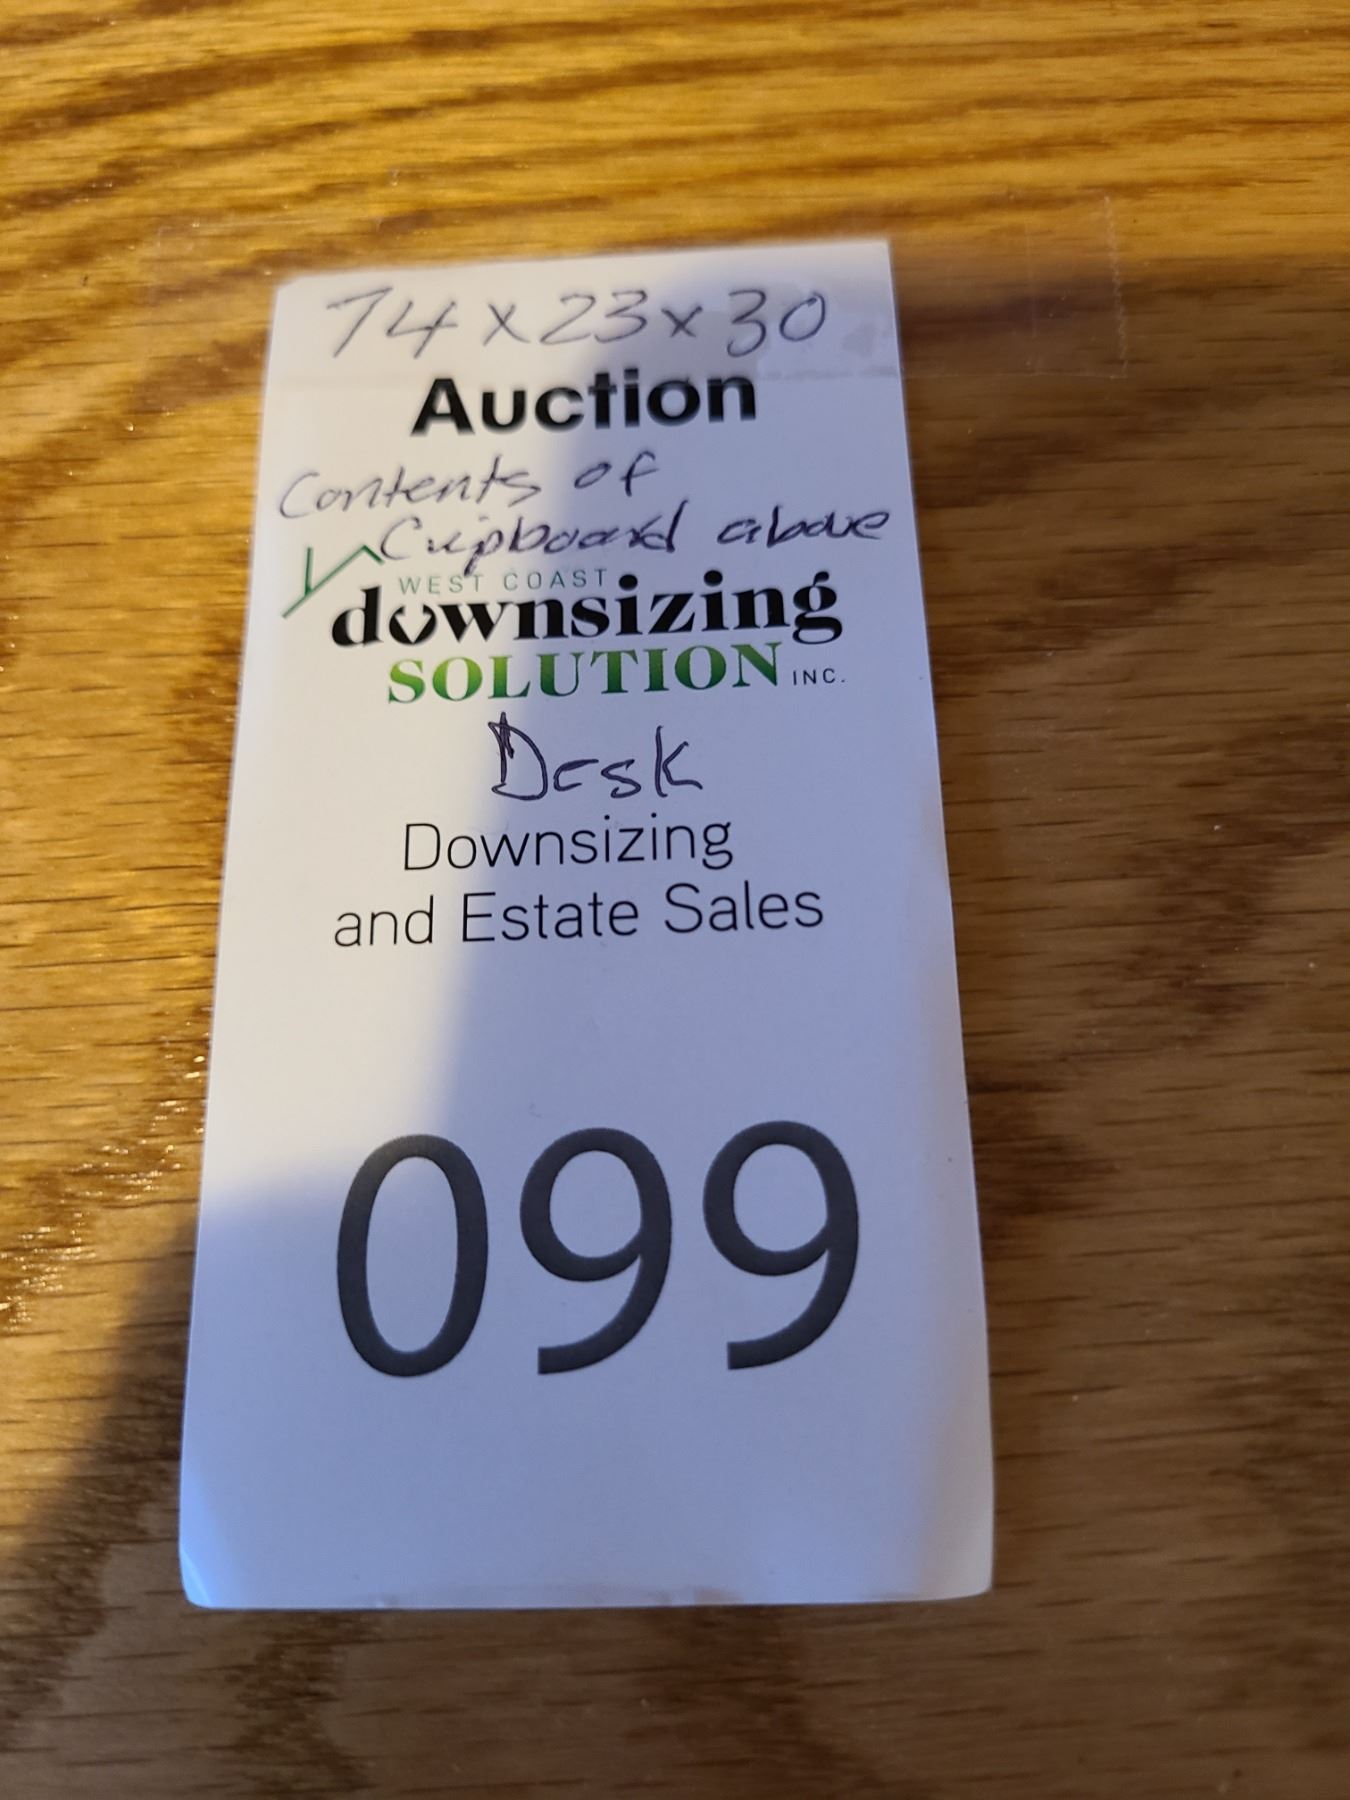 74 x 23 x 30
Auction
Contents of
Cupboard above
WEST COAST
downsizing
SOLUTION INC.
Desk
Downsizing
and Estate Sales
099